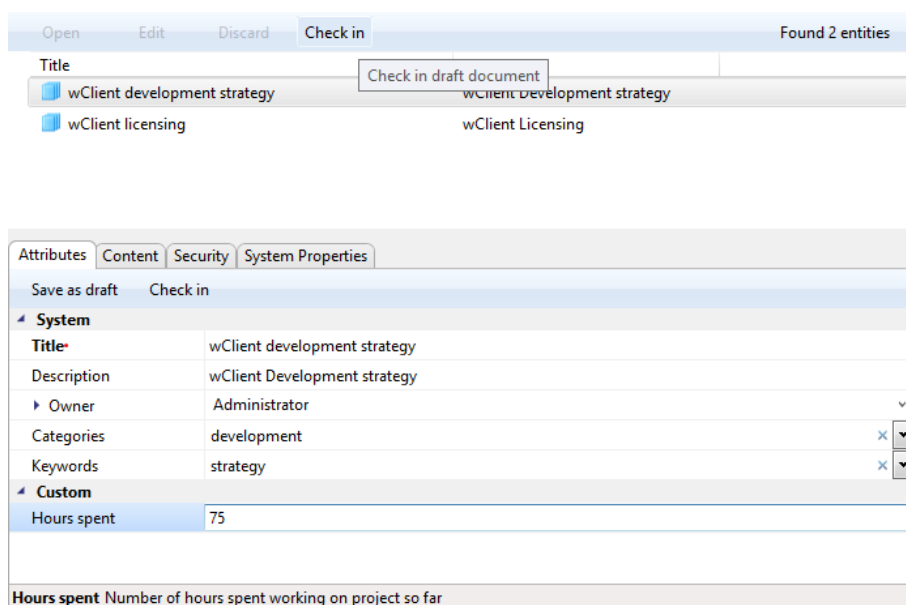 Open Edit Discard Check in Found 2 entities
Title
Check in draft document
wClient development strategy wClient Development strategy
wClient licensing wClient Licensing
Attributes Content Security System Properties
Save as draft Check in
System
Title• wClient development strategy
Description wClient Development strategy
Owner Administrator
Categories development
Keywords strategy
Custom
Hours spent 75
Hours spent Number of hours spent working on project so far